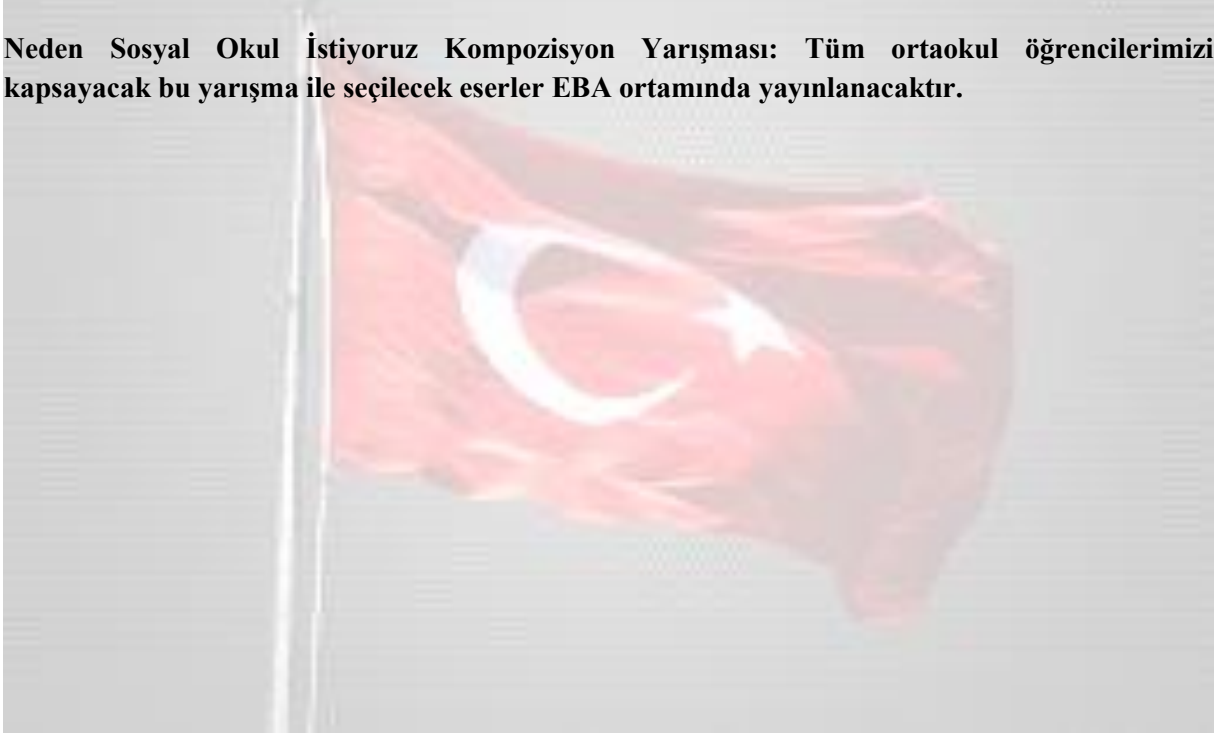 Neden Sosyal Okul İstiyoruz Kompozisyon Yarışması: Tüm ortaokul öğrencilerimizi
kapsayacak bu yarışma ile seçilecek eserler EBA ortamında yayınlanacaktır.